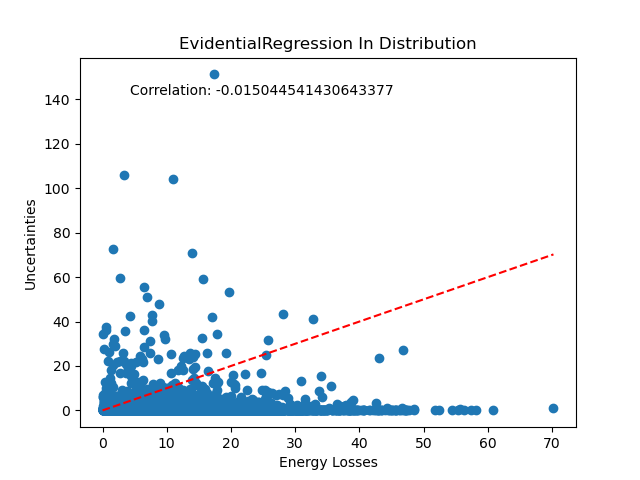 EvidentialRegression In Distribution
Correlation: -0.015044541430643377
140
120
100
80
60
40
20
0
Uncertainties
0 10 20 30 40 50 60 70
Energy Losses